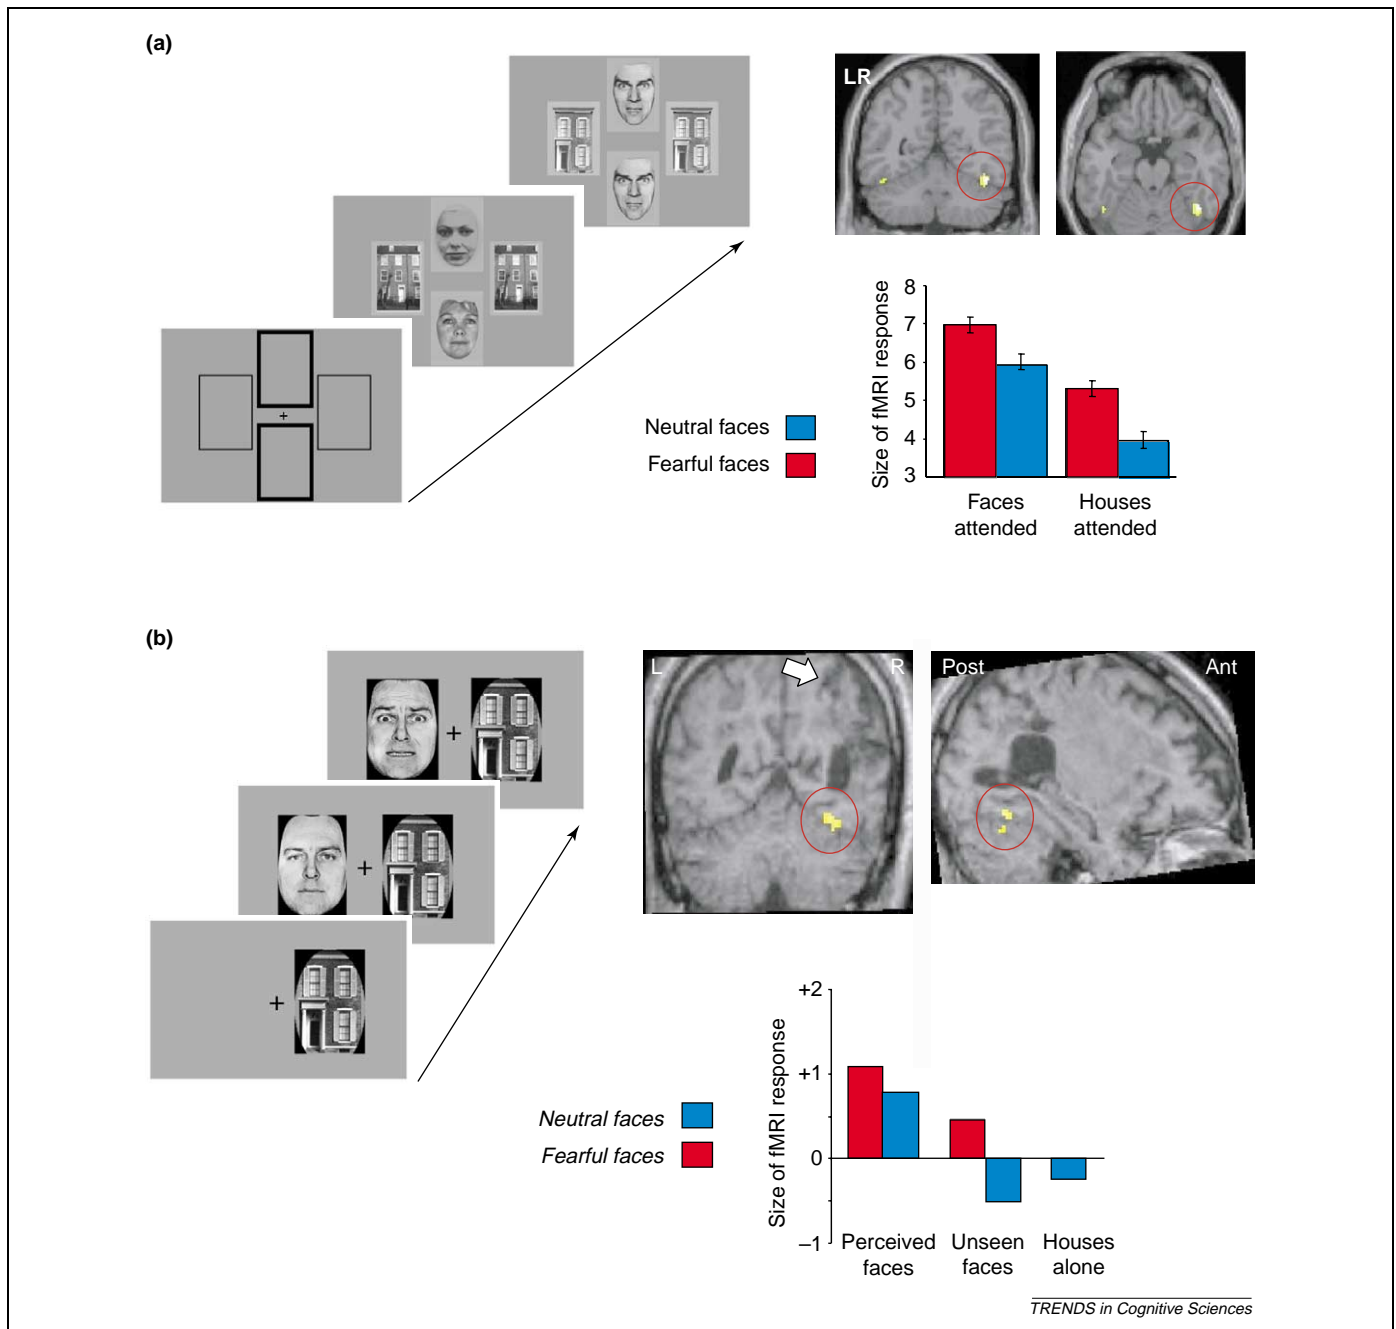 (a)
LR
8
7
6
5
4
3
Size of fMRI response
Neutral faces
Fearful faces
Faces
attended
Houses
attended
(b)
L
R
Post
Ant
+2
+1
0
–1
Size of fMRI response
Neutral faces
Fearful faces
Perceived
faces
Unseen
faces
Houses
alone
TRENDS in Cognitive Sciences